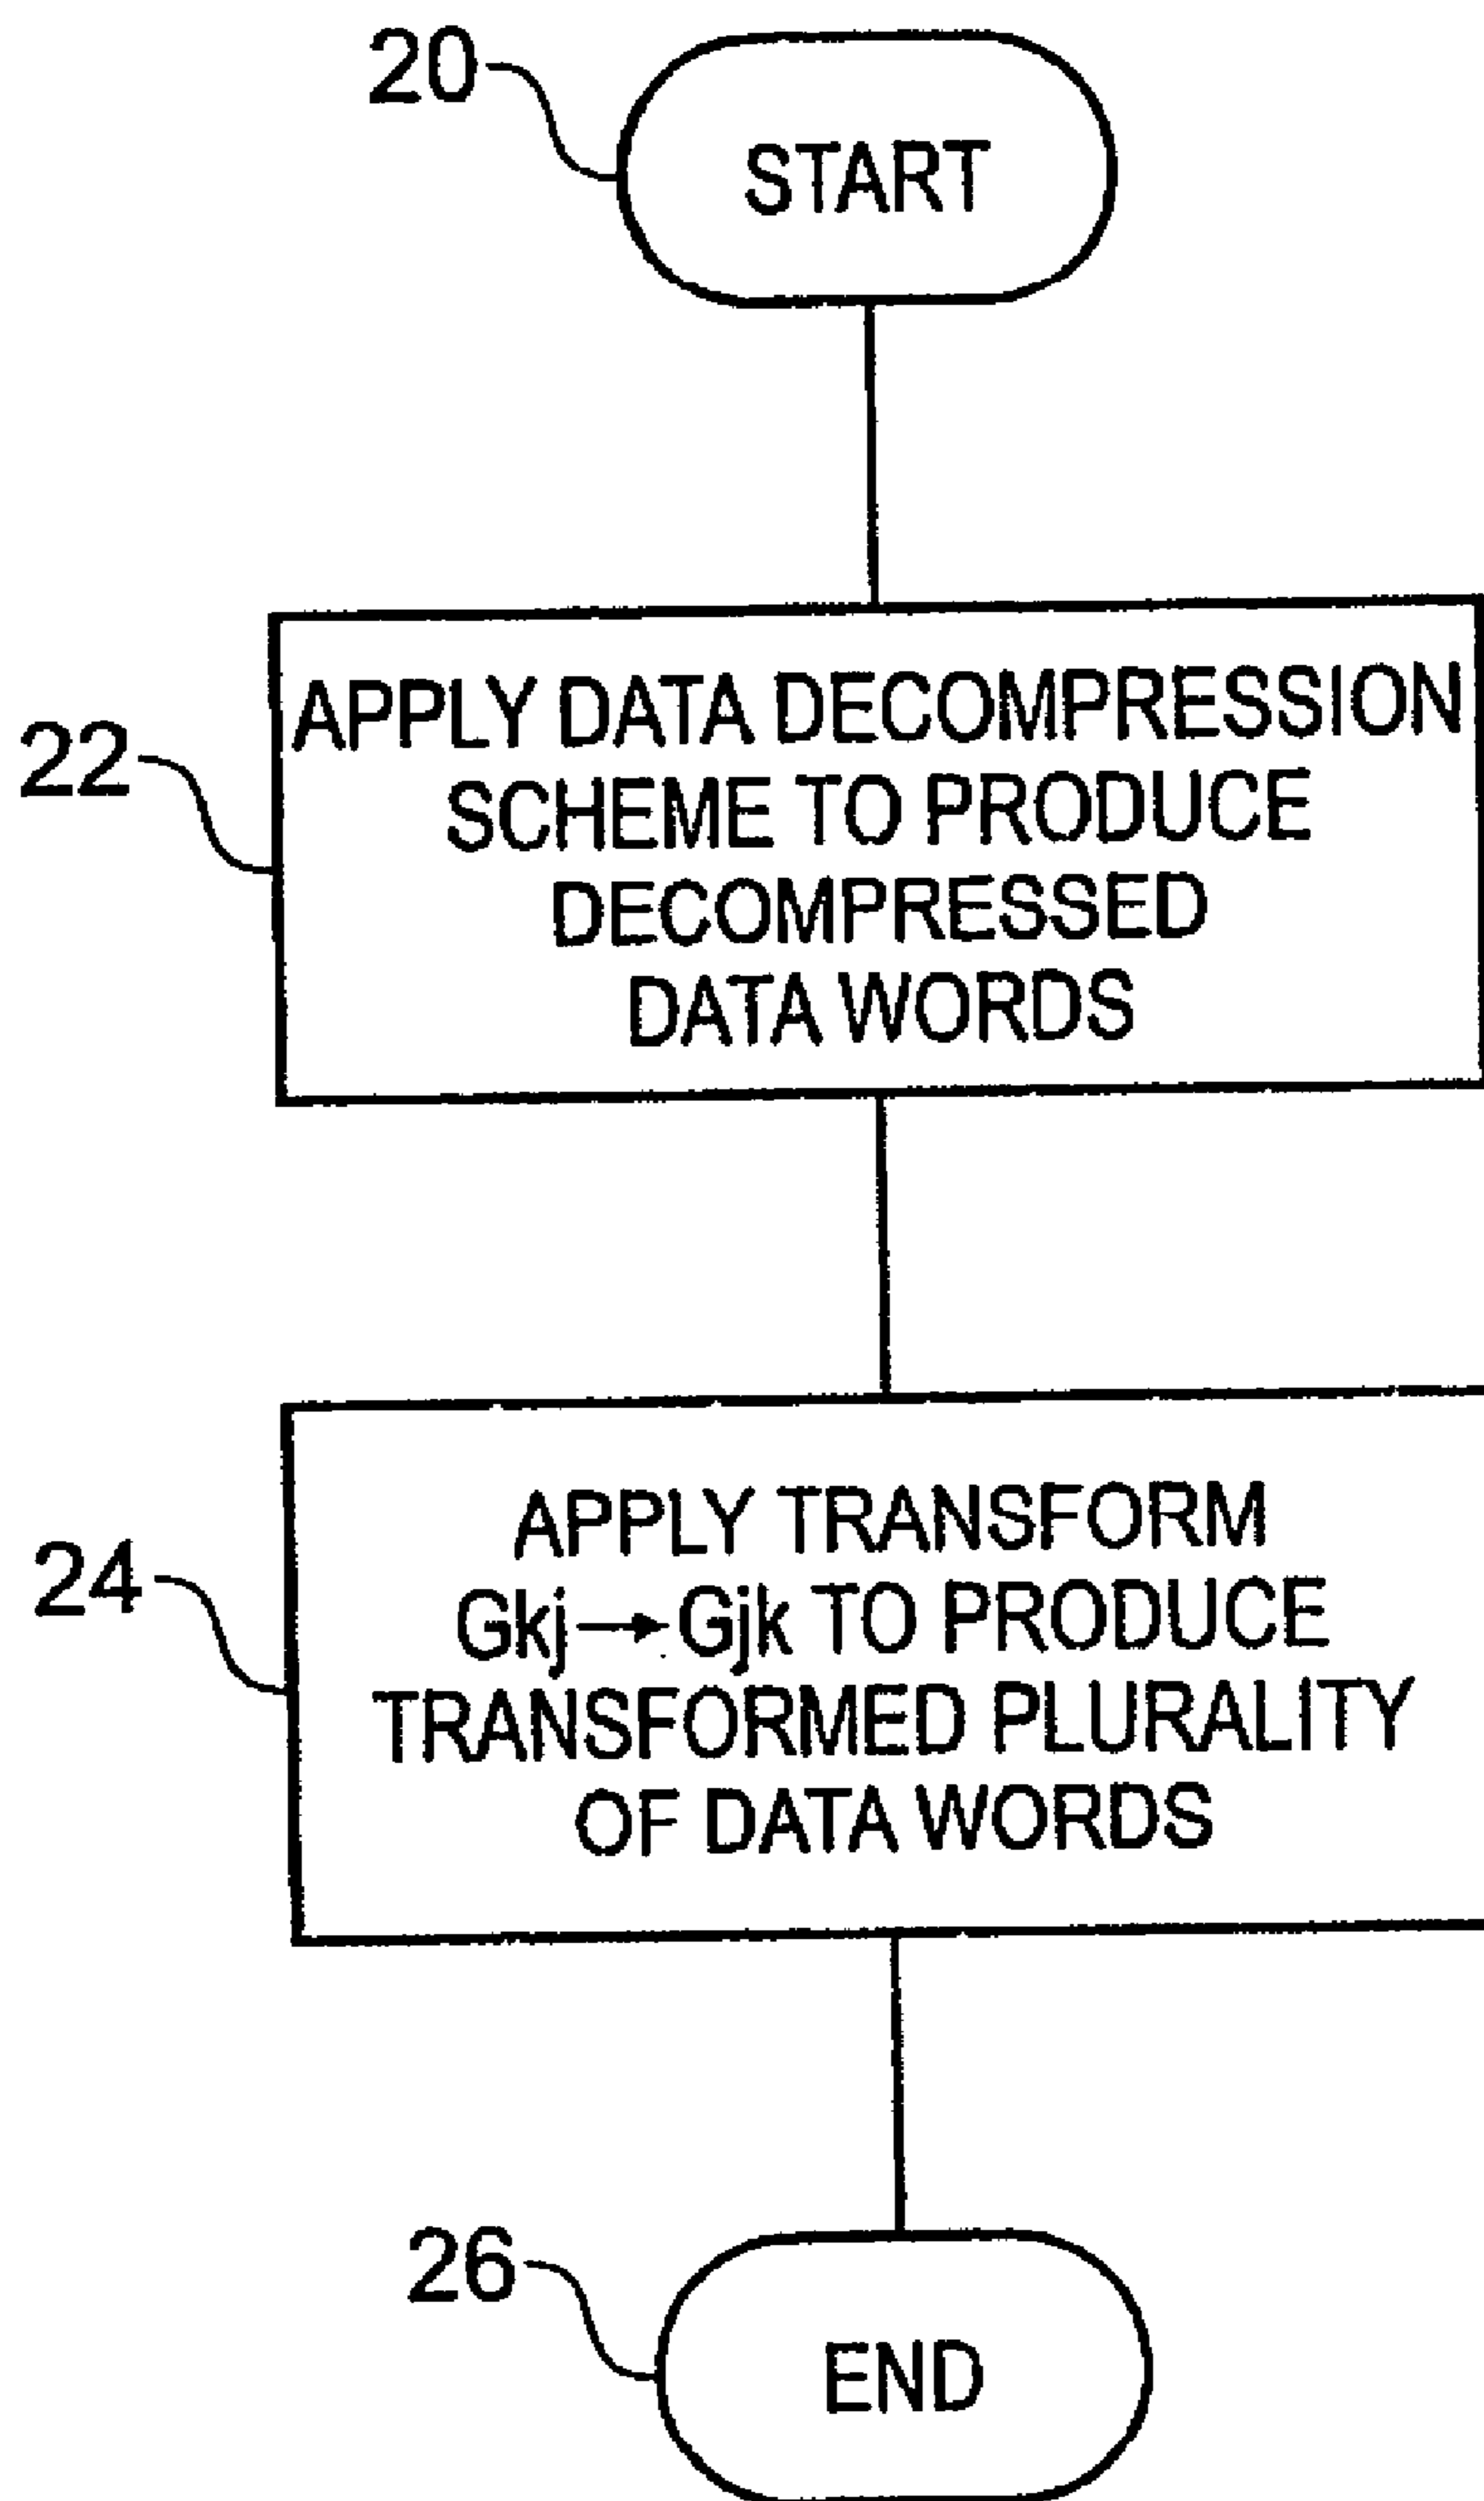 20
START
22
APPLY DATA DECOMPRESSION
SCHEME TO PRODUCE
DECOMPRESSED
DATA WORDS
24
APPLY TRANSFORM
Gkj→Gjk TO PRODUCE
TRANSFORMED PLURALITY
OF DATA WORDS
26
END